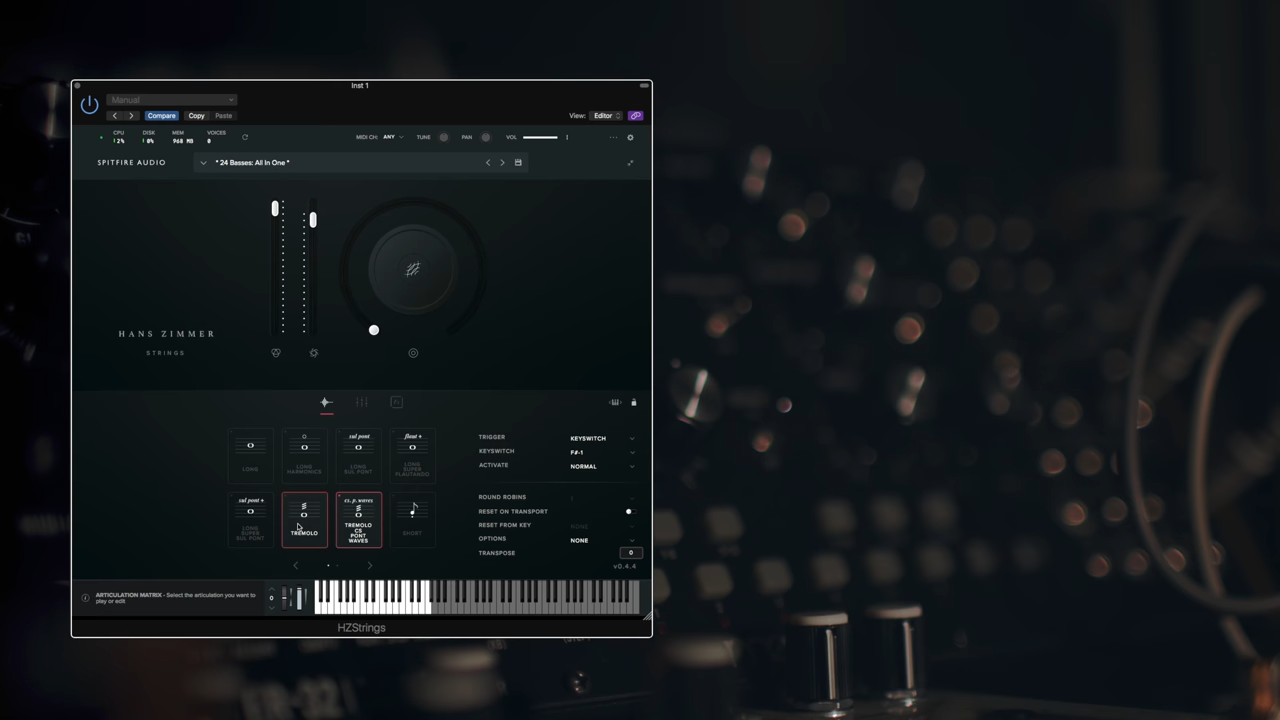 Inst 1
Manual
Compare
Copy
Paste
View:
Editor
CPU
DISK
MEM
VOICES
2%
0%
968 MB
0
MIDI CH:
ANY
TUNE
PAN
VOL
SPITFIRE AUDIO
* 24 Basses: All In One *
HANS ZIMMER
STRINGS
sul pont
flaut +
LONG
LONG
HARMONICS
LONG
SUL PONT
LONG
SUPER
FLAUTANDO
sul pont +
cs. p. waves
LONG
SUPER
SUL PONT
TREMOLO
TREMOLO
CS
PONT
WAVES
SHORT
TRIGGER
KEYSWITCH
KEYSWITCH
F#-1
ACTIVATE
NORMAL
ROUND ROBINS
RESET ON TRANSPORT
RESET FROM KEY
NONE
OPTIONS
NONE
TRANSPOSE
0
v0.4.4
ARTICULATION MATRIX - Select the articulation you want to
play or edit
0
HZStrings